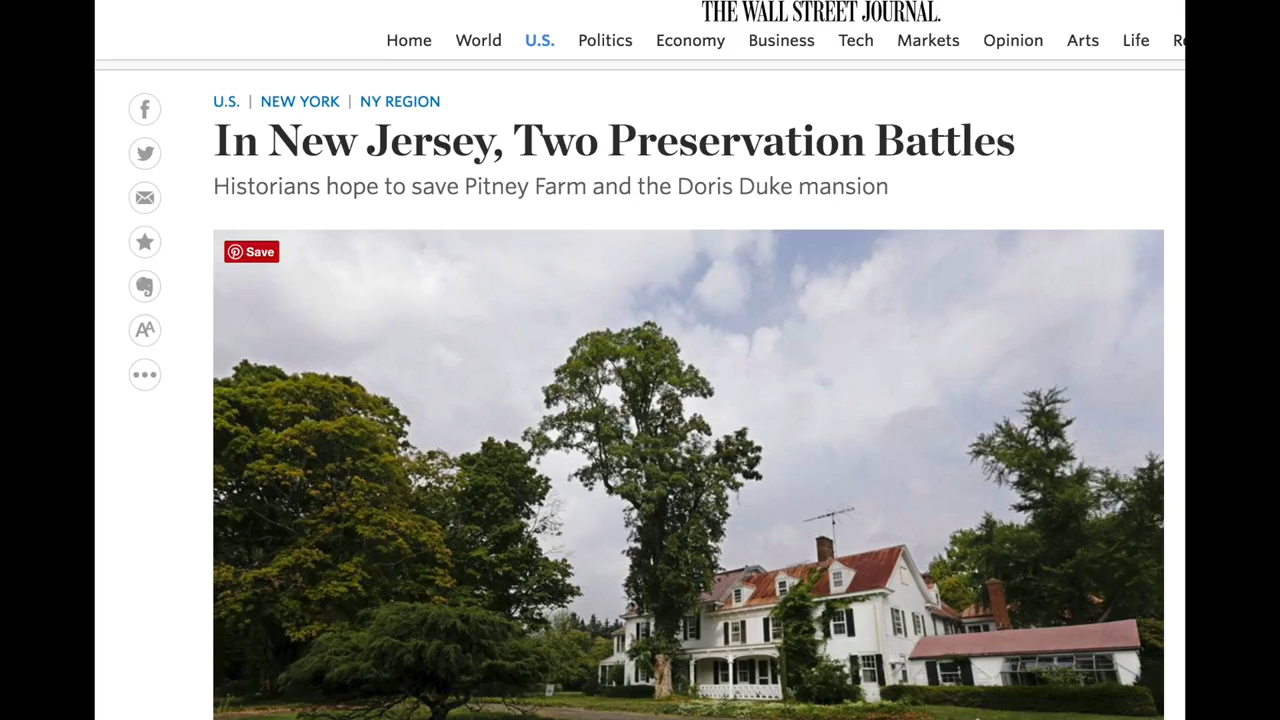 THE WALL STREET JOURNAL.
Home World U.S. Politics Economy Business Tech Markets Opinion Arts Life
U.S. | NEW YORK | NY REGION
In New Jersey, Two Preservation Battles
Historians hope to save Pitney Farm and the Doris Duke mansion
Save
AA